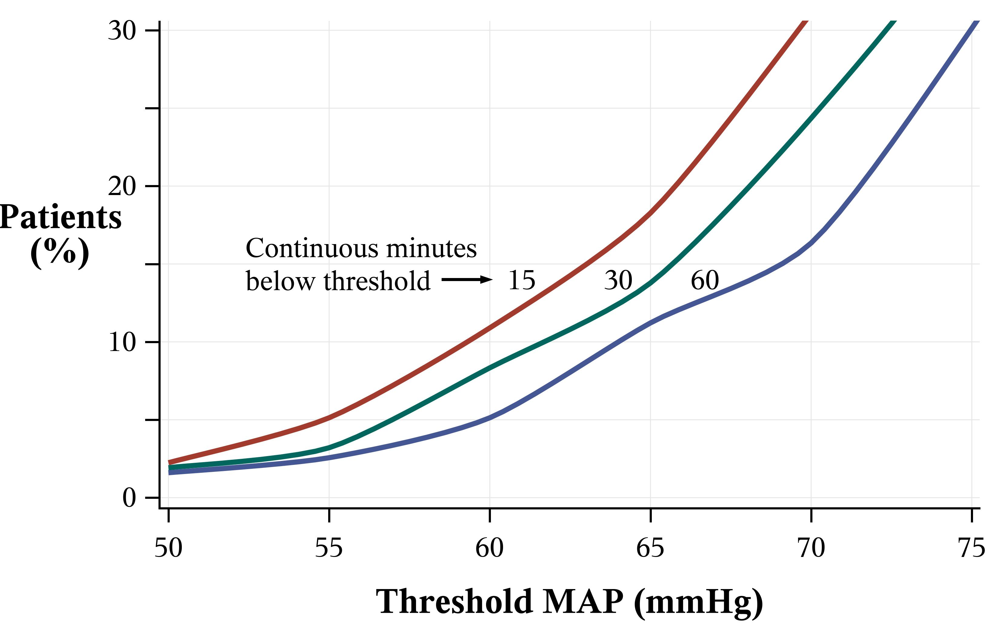 30
20
Patients
(%)
Continuous minutes
below threshold 15 30 60
10
0
50 55 60 65 70 75
Threshold MAP (mmHg)